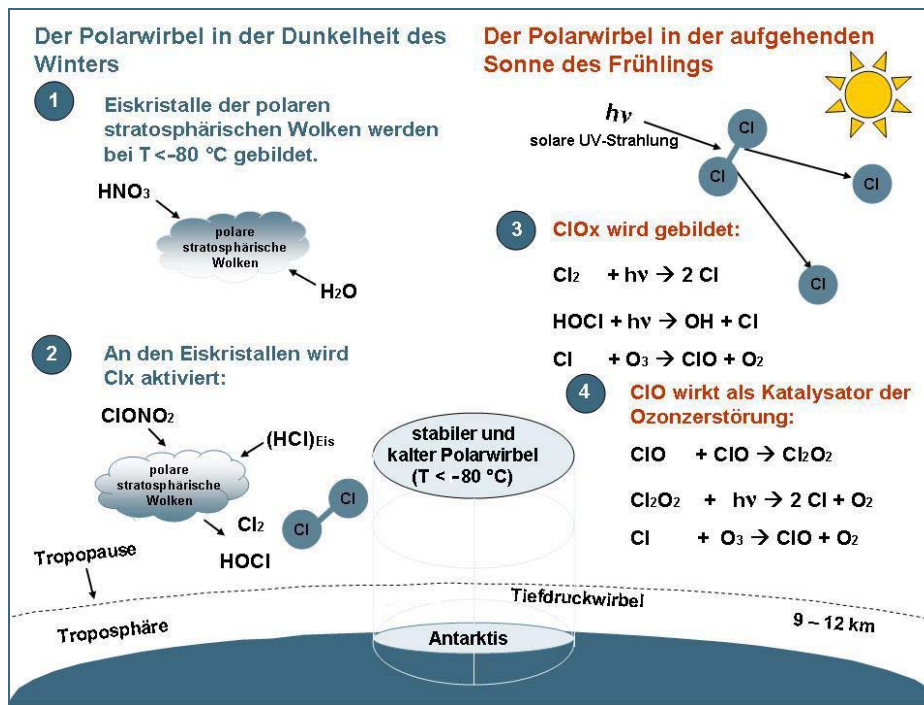 Der Polarwirbel in der Dunkelheit des
Winters
1
Eiskristalle der polaren
stratosphärischen Wolken werden
bei T <-80 °C gebildet.
HNO3
polare
stratosphärische
Wolken
H2O
2
An den Eiskristallen wird
Clx aktiviert:
ClONO2
(HCl)Eis
polare
stratosphärische
Wolken
Cl2
HOCl
Cl
Cl
Tropopause
Troposphäre
stabiler und
kalter Polarwirbel
(T < -80 °C)
Tiefdruckwirbel
9 – 12 km
Antarktis
Der Polarwirbel in der aufgehenden
Sonne des Frühlings
hν
solare UV-Strahlung
Cl
Cl
Cl
Cl
3
ClOx wird gebildet:
Cl2 + hν → 2 Cl
HOCl + hν → OH + Cl
Cl + O3 → ClO + O2
4
ClO wirkt als Katalysator der
Ozonzerstörung:
ClO + ClO → Cl2O2
Cl2O2 + hν → 2 Cl + O2
Cl + O3 → ClO + O2